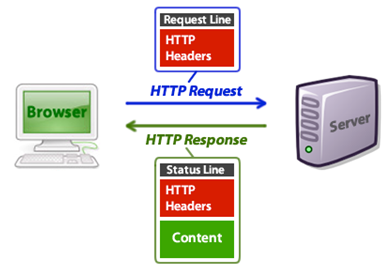 Request Line
HTTP
Headers
HTTP Request
Browser
Server
HTTP Response
Status Line
HTTP
Headers
Content